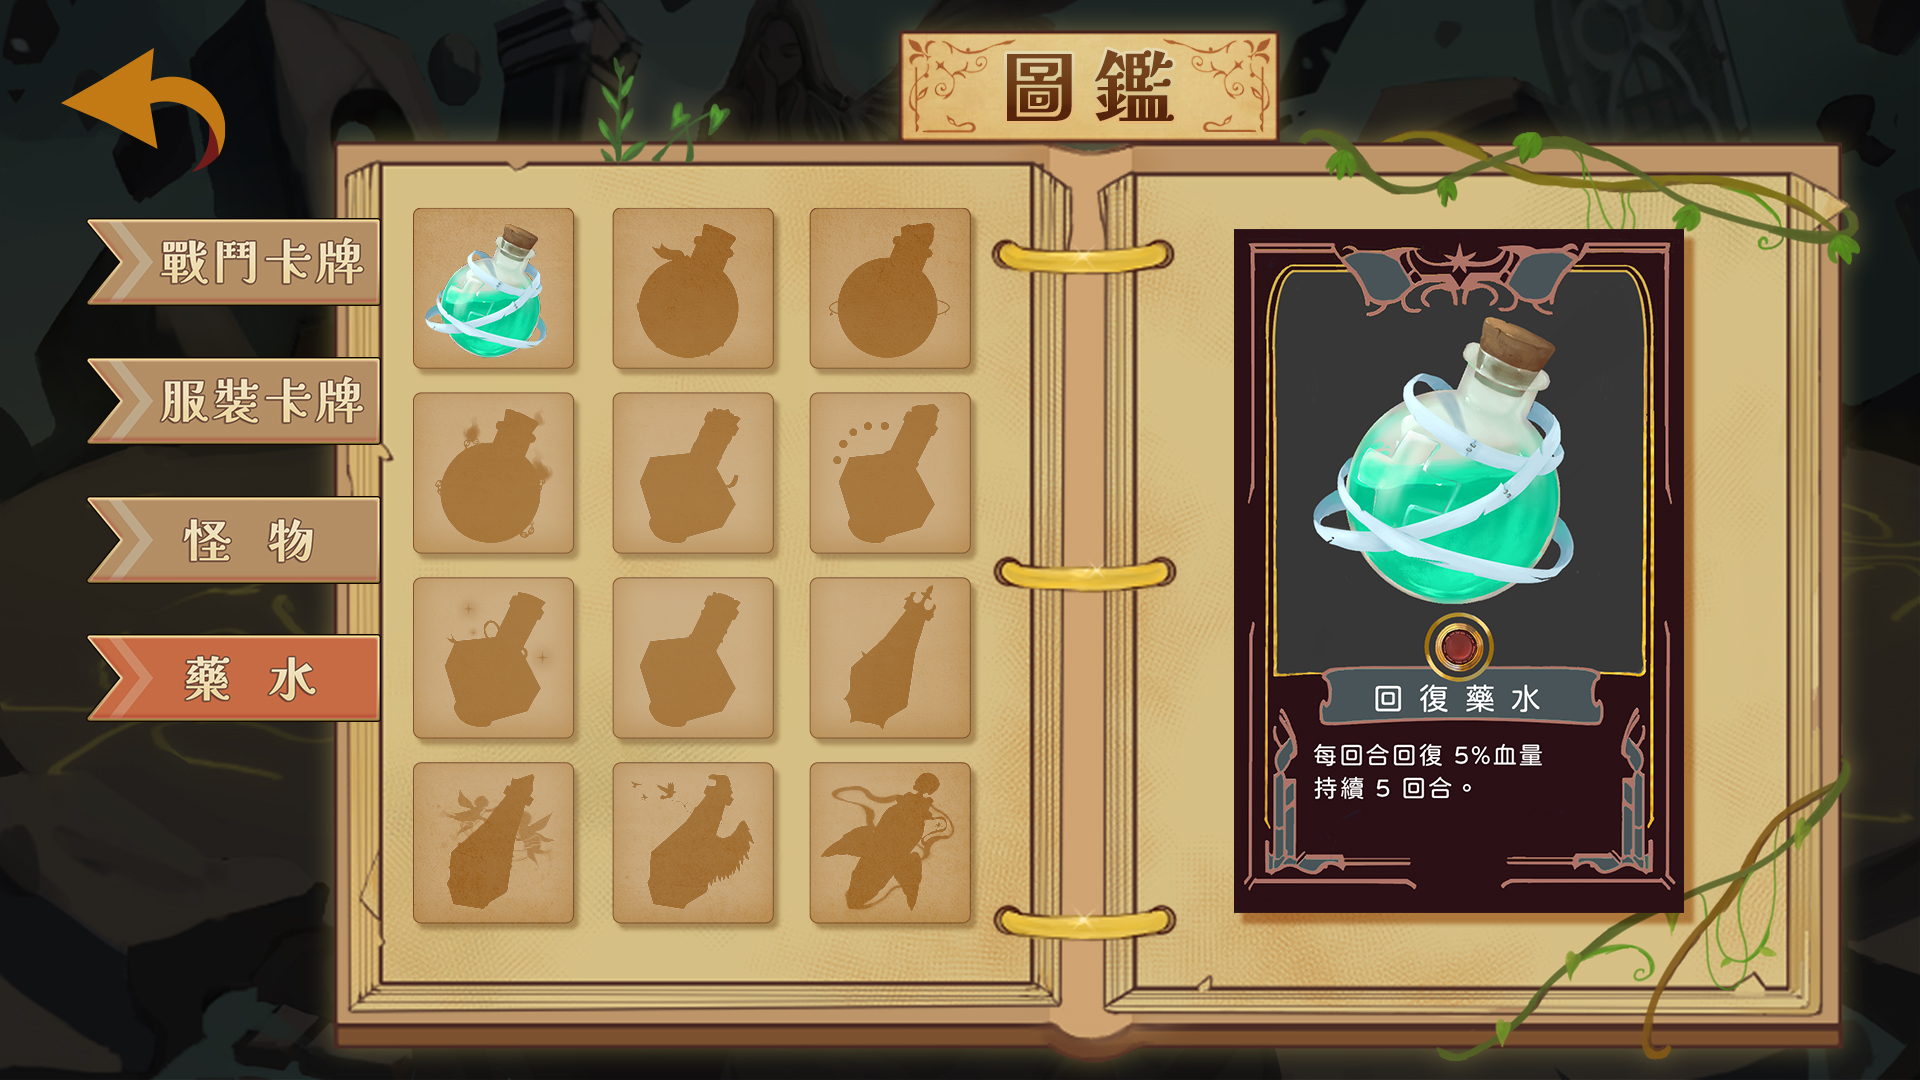 圖鑑
戰鬥卡牌
服裝卡牌
怪物
藥水
回復藥水
每回合回復 5%血量
持續 5 回合。